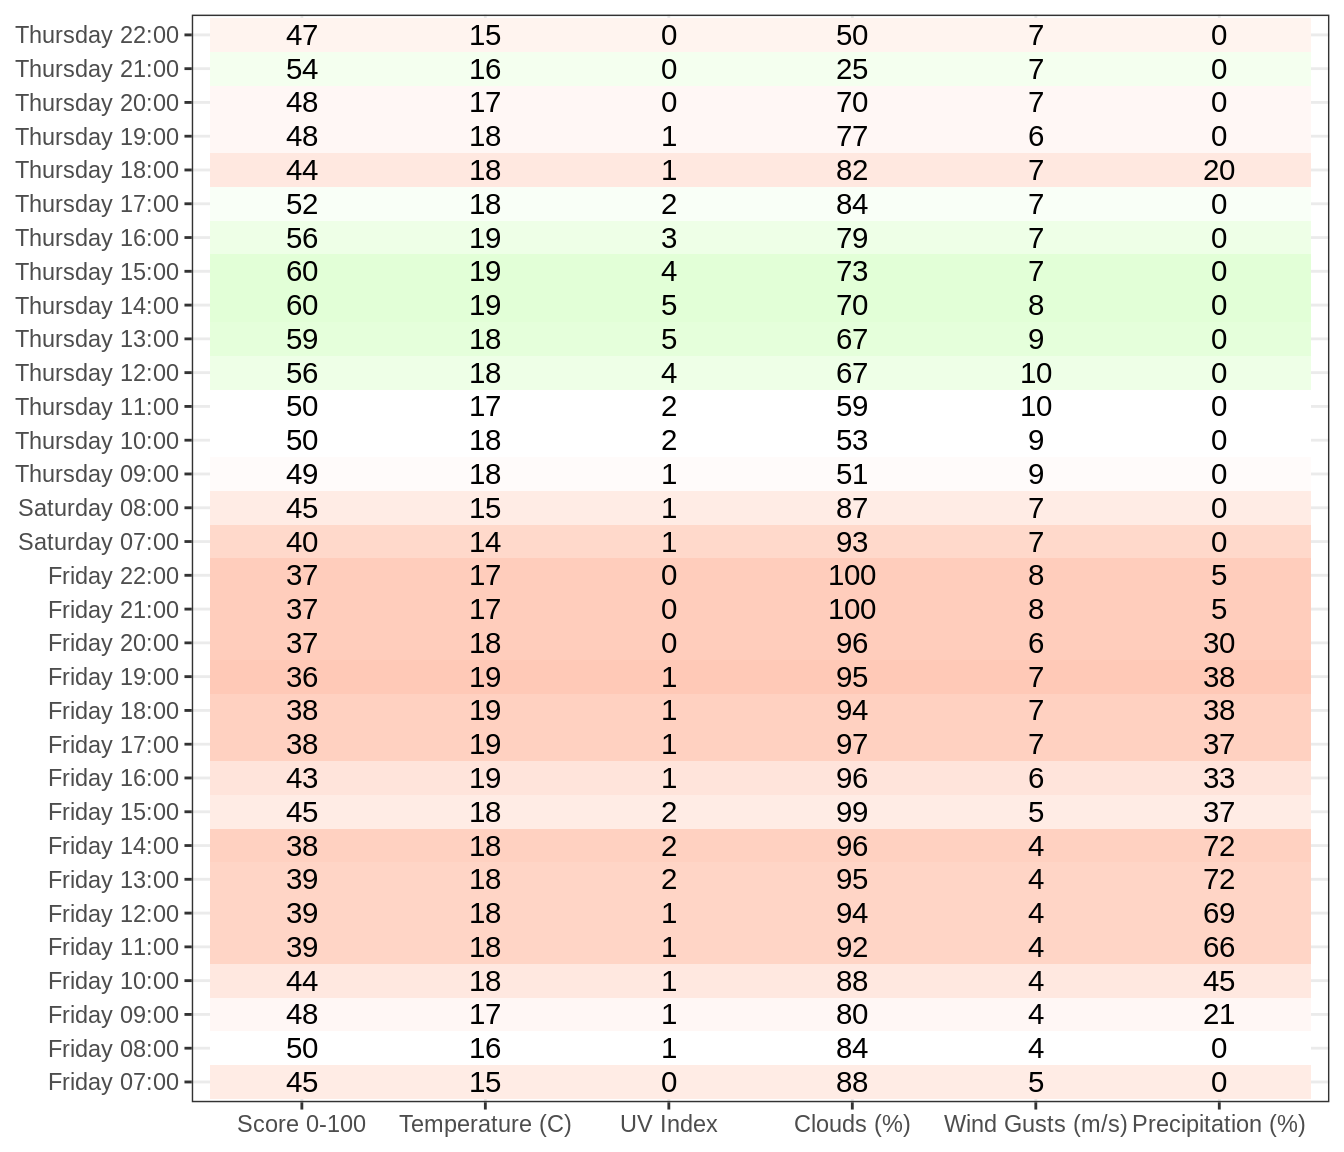 Thursday 22:00 47 15 0 50 7 0
Thursday 21:00 54 16 0 25 7 0
Thursday 20:00 48 17 0 70 7 0
Thursday 19:00 48 18 1 77 6 0
Thursday 18:00 44 18 1 82 7 20
Thursday 17:00 52 18 2 84 7 0
Thursday 16:00 56 19 3 79 7 0
Thursday 15:00 60 19 4 73 7 0
Thursday 14:00 60 19 5 70 8 0
Thursday 13:00 59 18 5 67 9 0
Thursday 12:00 56 18 4 67 10 0
Thursday 11:00 50 17 2 59 10 0
Thursday 10:00 50 18 2 53 9 0
Thursday 09:00 49 18 1 51 9 0
Saturday 08:00 45 15 1 87 7 0
Saturday 07:00 40 14 1 93 7 0
Friday 22:00 37 17 0 100 8 5
Friday 21:00 37 17 0 100 8 5
Friday 20:00 37 18 0 96 6 30
Friday 19:00 36 19 1 95 7 38
Friday 18:00 38 19 1 94 7 38
Friday 17:00 38 19 1 97 7 37
Friday 16:00 43 19 1 96 6 33
Friday 15:00 45 18 2 99 5 37
Friday 14:00 38 18 2 96 4 72
Friday 13:00 39 18 2 95 4 72
Friday 12:00 39 18 1 94 4 69
Friday 11:00 39 18 1 92 4 66
Friday 10:00 44 18 1 88 4 45
Friday 09:00 48 17 1 80 4 21
Friday 08:00 50 16 1 84 4 0
Friday 07:00 45 15 0 88 5 0
Score 0-100 Temperature (C) UV Index Clouds (%) Wind Gusts (m/s) Precipitation (%)